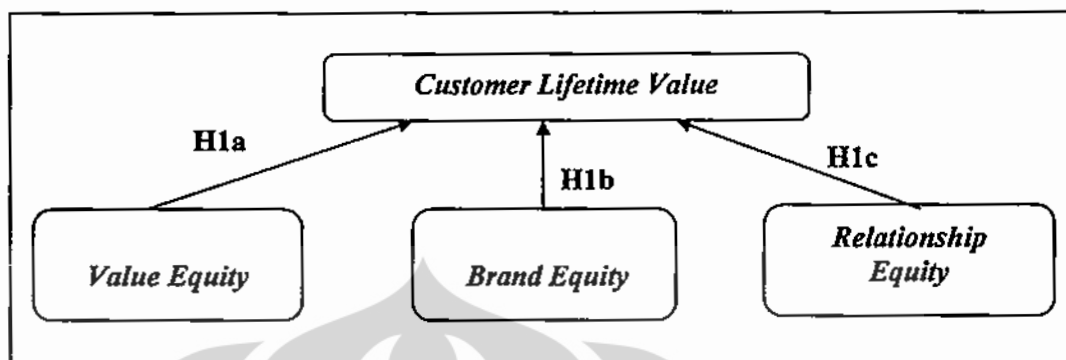 Customer Lifetime Value
H1a
H1b
H1c
Value Equity
Brand Equity
Relationship
Equity